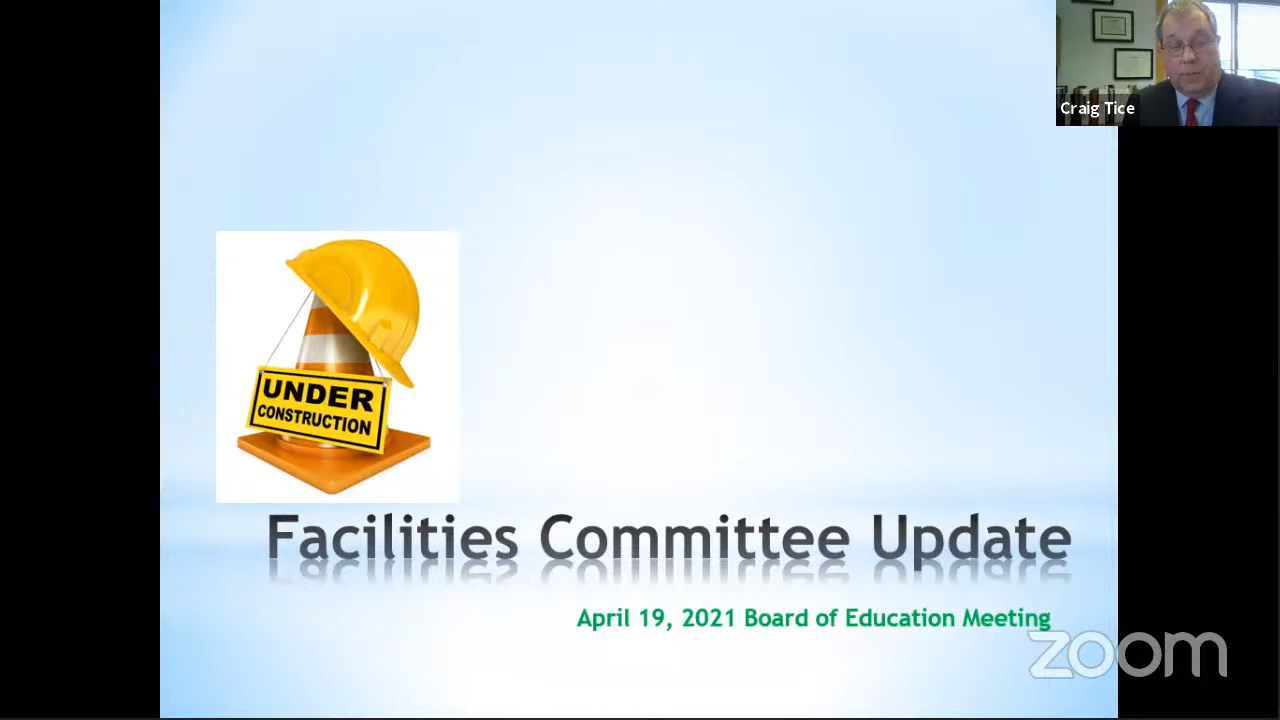 Craig Tice
UNDER
CONSTRUCTION
Facilities Committee Update
April 19, 2021 Board of Education Meeting
zoom